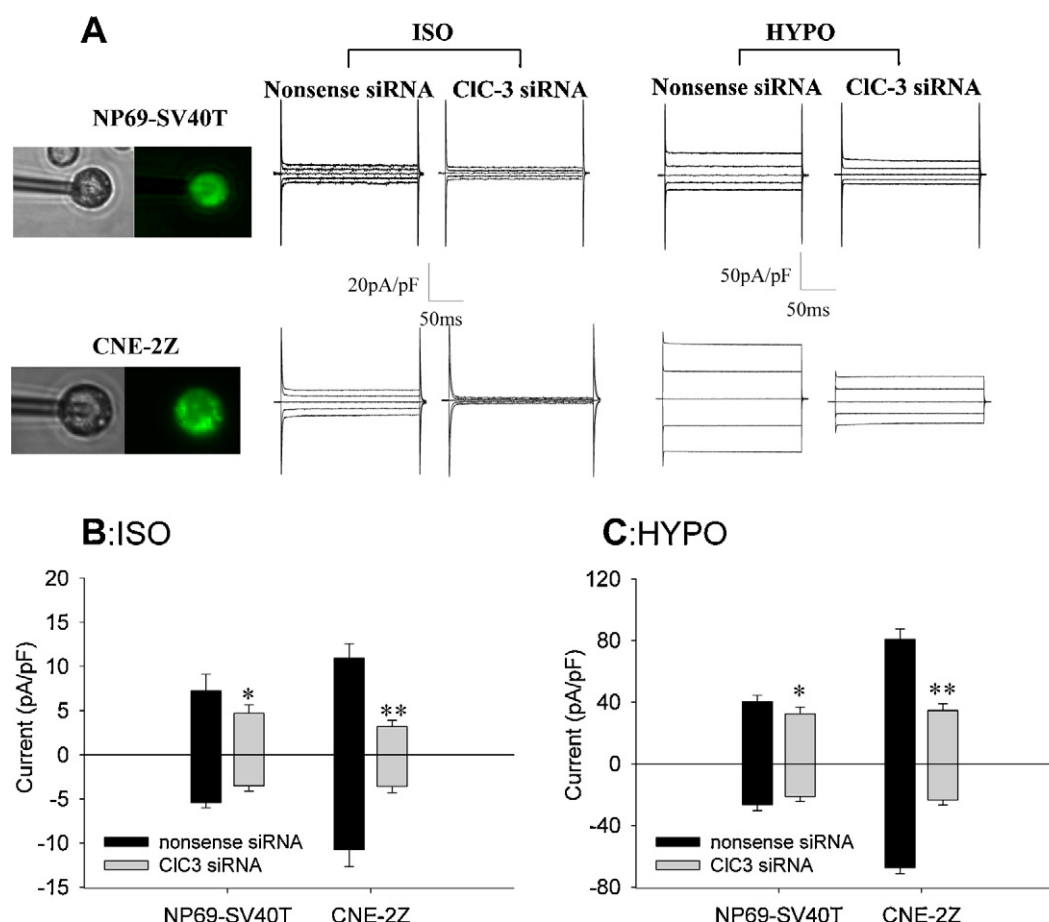 A
ISO
HYPO
Nonsense siRNA
ClC-3 siRNA
Nonsense siRNA
ClC-3 siRNA
NP69-SV40T
20pA/pF
50ms
50pA/pF
50ms
CNE-2Z
B:ISO
Current (pA/pF)
20
15
10
5
0
-5
-10
-15
*
**
nonsense siRNA
ClC3 siRNA
NP69-SV40T
CNE-2Z
C:HYPO
Current (pA/pF)
120
80
40
0
-40
-80
*
**
nonsense siRNA
ClC3 siRNA
NP69-SV40T
CNE-2Z